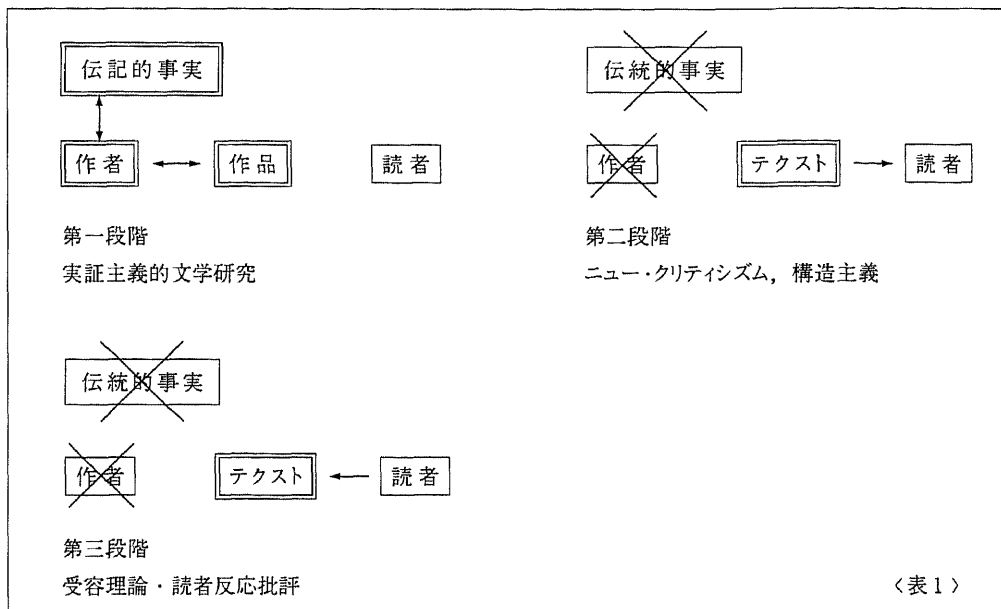 伝記的事実
作者 作品 読者
第一段階
実証主義的文学研究
伝統的事実
作者 テクスト 読者
第二段階
ニュー・クリティシズム，構造主義
伝統的事実
作者 テクスト 読者
第三段階
受容理論・読者反応批評
〈表1〉